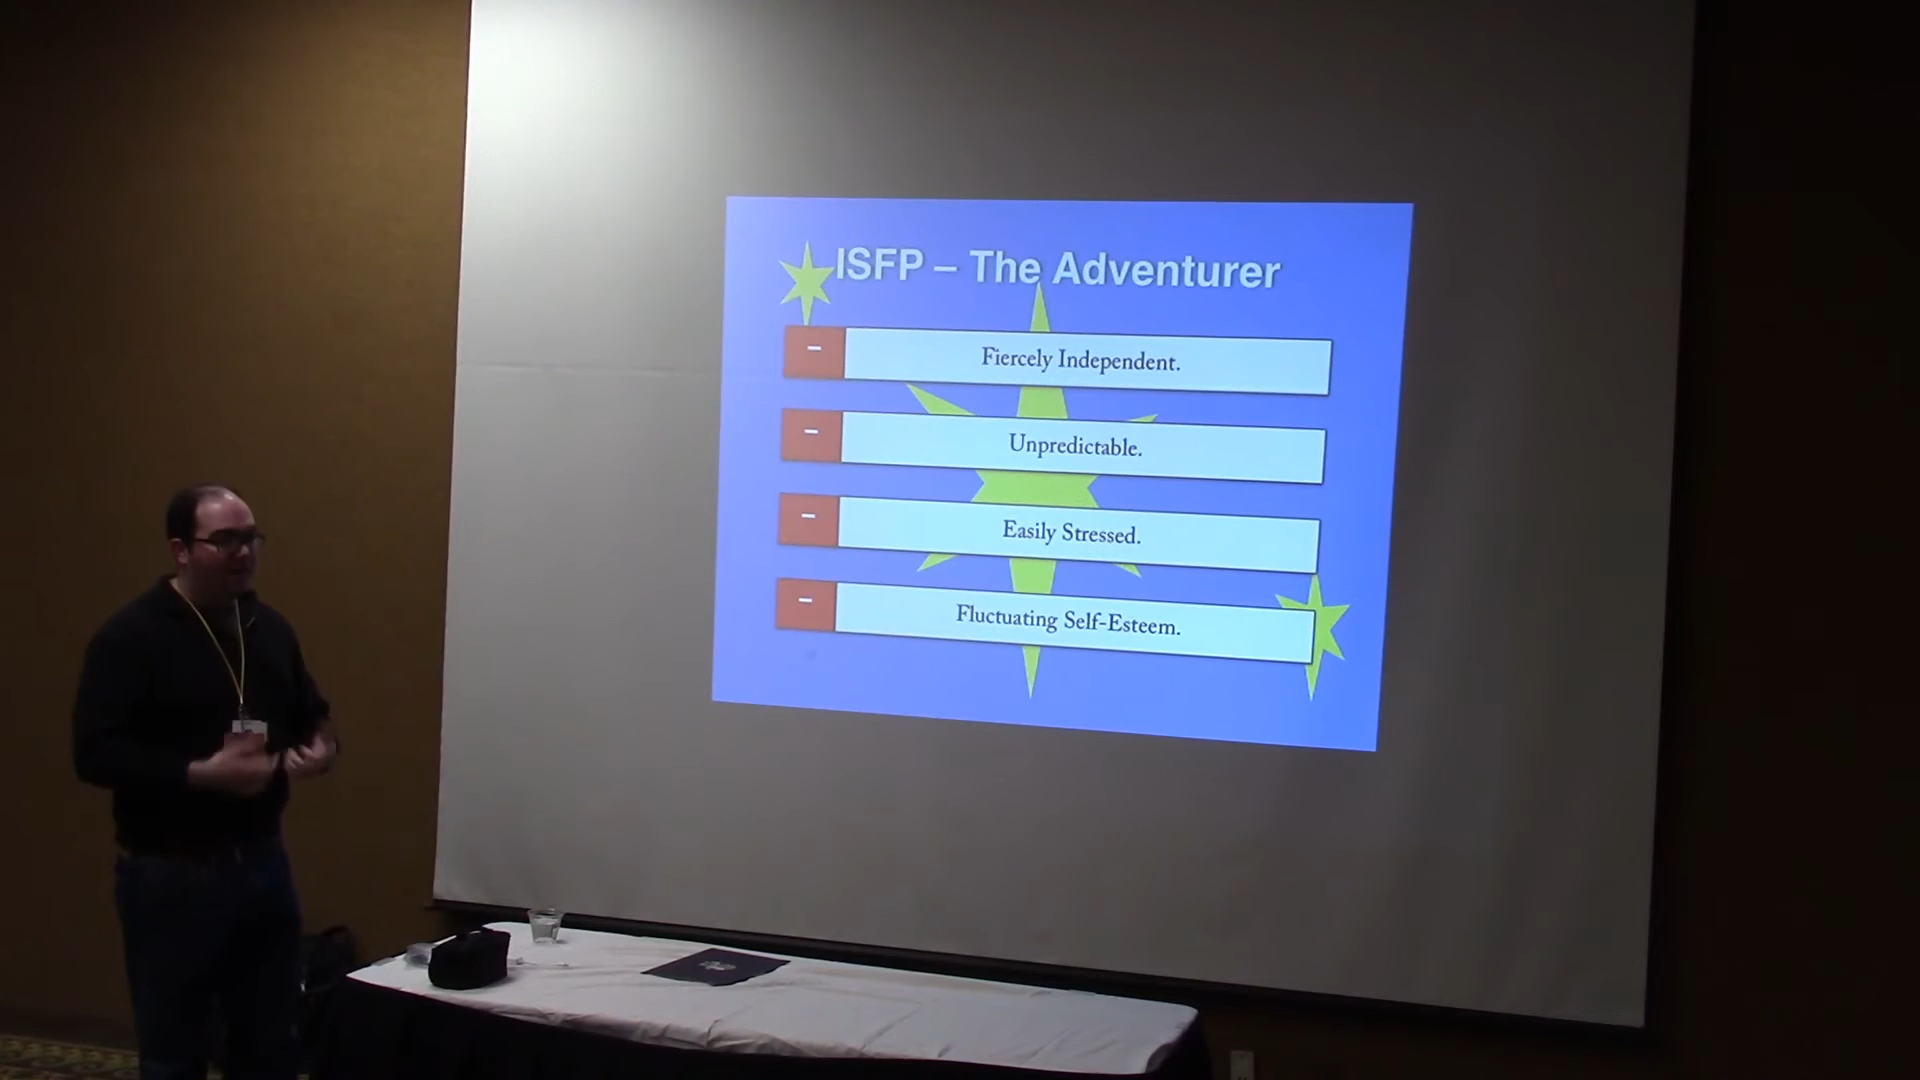 ISFP – The Adventurer
– Fiercely Independent.
– Unpredictable.
– Easily Stressed.
– Fluctuating Self-Esteem.